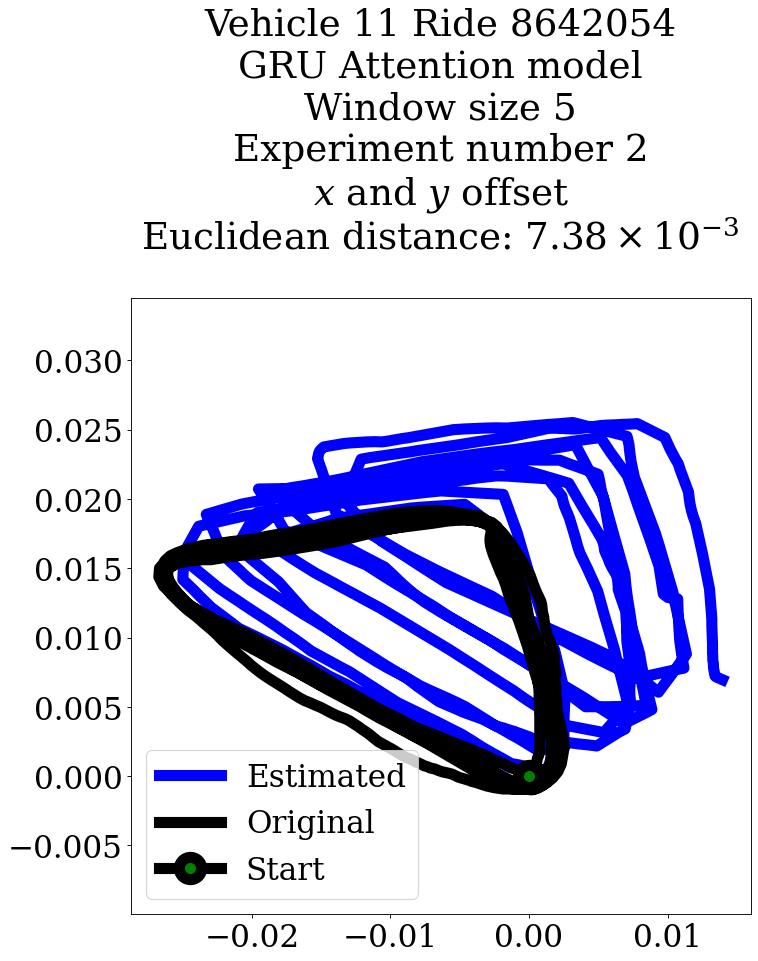 Vehicle 11 Ride 8642054
GRU Attention model
Window size 5
Experiment number 2
x and y offset
Euclidean distance: 7.38 × 10⁻³
0.030
0.025
0.020
0.015
0.010
0.005
0.000
−0.005
Estimated
Original
Start
−0.02 −0.01 0.00 0.01